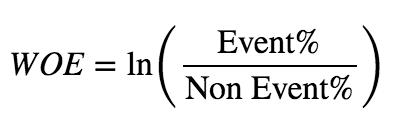 WOE = ln( Event% / Non Event% )